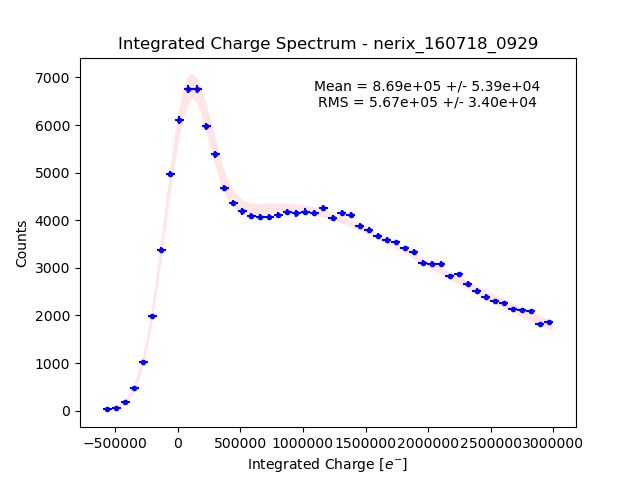 Integrated Charge Spectrum - nerix_160718_0929
Mean = 8.69e+05 +/- 5.39e+04
RMS = 5.67e+05 +/- 3.40e+04
7000
6000
5000
4000
3000
2000
1000
0
Counts
−500000 0 500000 1000000 1500000 2000000 2500000 3000000
Integrated Charge [e⁻]